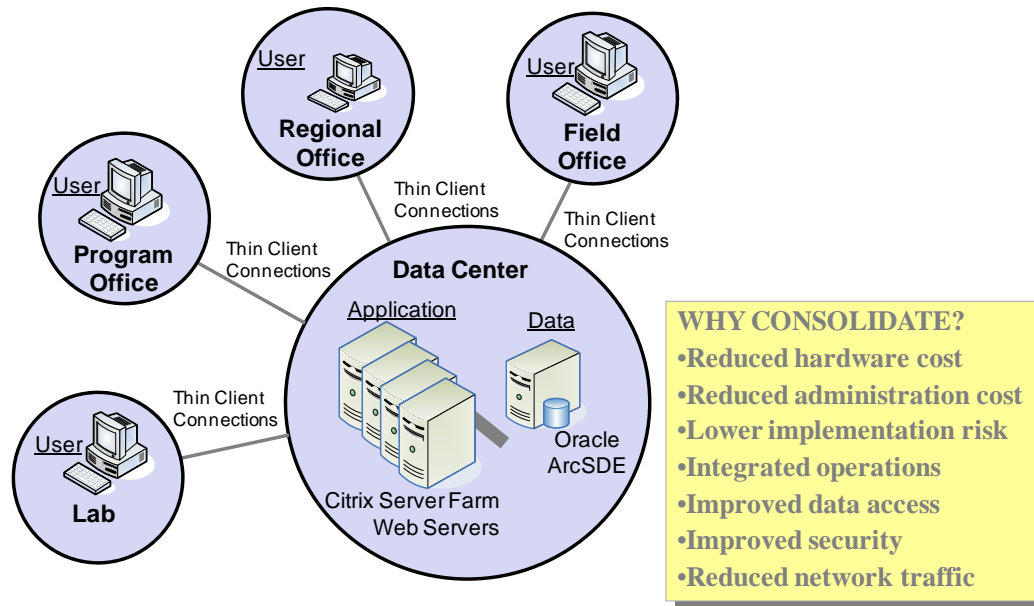 User
Regional
Office
User
Field
Office
User
Program
Office
Thin Client
Connections
Thin Client
Connections
Thin Client
Connections
Thin Client
Connections
User
Lab
Data Center
Application
Data
Oracle
ArcSDE
Citrix Server Farm
Web Servers
WHY CONSOLIDATE?
•Reduced hardware cost
•Reduced administration cost
•Lower implementation risk
•Integrated operations
•Improved data access
•Improved security
•Reduced network traffic